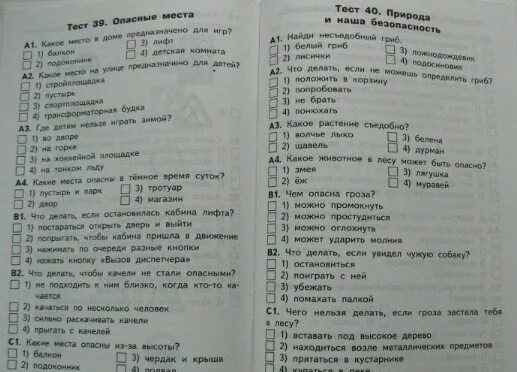 Тест 39. Опасные места
А1. Какое место в доме предназначено для игр?
1) балкон
3) лифт
2) подоконник
4) детская комната
А2. Какое место на улице предназначено для детей?
1) стройплощадка
2) пустырь
3) спортплощадка
4) трансформаторная будка
А3. Где детям нельзя играть зимой?
1) во дворе
2) на горке
3) на хоккейной площадке
4) на тонком льду
А4. Какие места опасны в тёмное время суток?
1) пустырь и парк
3) тротуар
2) двор
4) магазин
В1. Что делать, если остановилась кабина лифта?
1) постараться открыть дверь и выйти
2) попрыгать, чтобы кабина пришла в движение
3) нажимать по очереди разные кнопки
4) нажать кнопку «Вызов диспетчера»
В2. Что делать, чтобы качели не стали опасными?
1) не подходить к ним близко, когда кто-то ка-
чается
2) качаться по несколько человек
3) сильно раскачивать качели
4) прыгать с качелей
С1. Какие места опасны из-за высоты?
1) балкон
3) чердак и крыша
2) подоконник
4) подвал
Тест 40. Природа
и наша безопасность
А1. Найди несъедобный гриб.
1) белый гриб
3) ложнодождевик
2) лисички
4) подосиновик
А2. Что делать, если не можешь определить гриб?
1) положить в корзину
2) попробовать
3) не брать
4) понюхать
А3. Какое растение съедобно?
1) волчье лыко
3) белена
2) щавель
4) дурман
А4. Какое животное в лесу может быть опасно?
1) змея
3) лягушка
2) ёж
4) муравей
В1. Чем опасна гроза?
1) можно промокнуть
2) можно простудиться
3) можно оглохнуть
4) может ударить молния
В2. Что делать, если увидел чужую собаку?
1) остановиться
2) поиграть с ней
3) убежать
4) помахать палкой
С1. Чего нельзя делать, если гроза застала тебя
в лесу?
1) вставать под высокое дерево
2) находиться возле металлических предметов
3) прятаться в кустарнике
4) купаться в реке